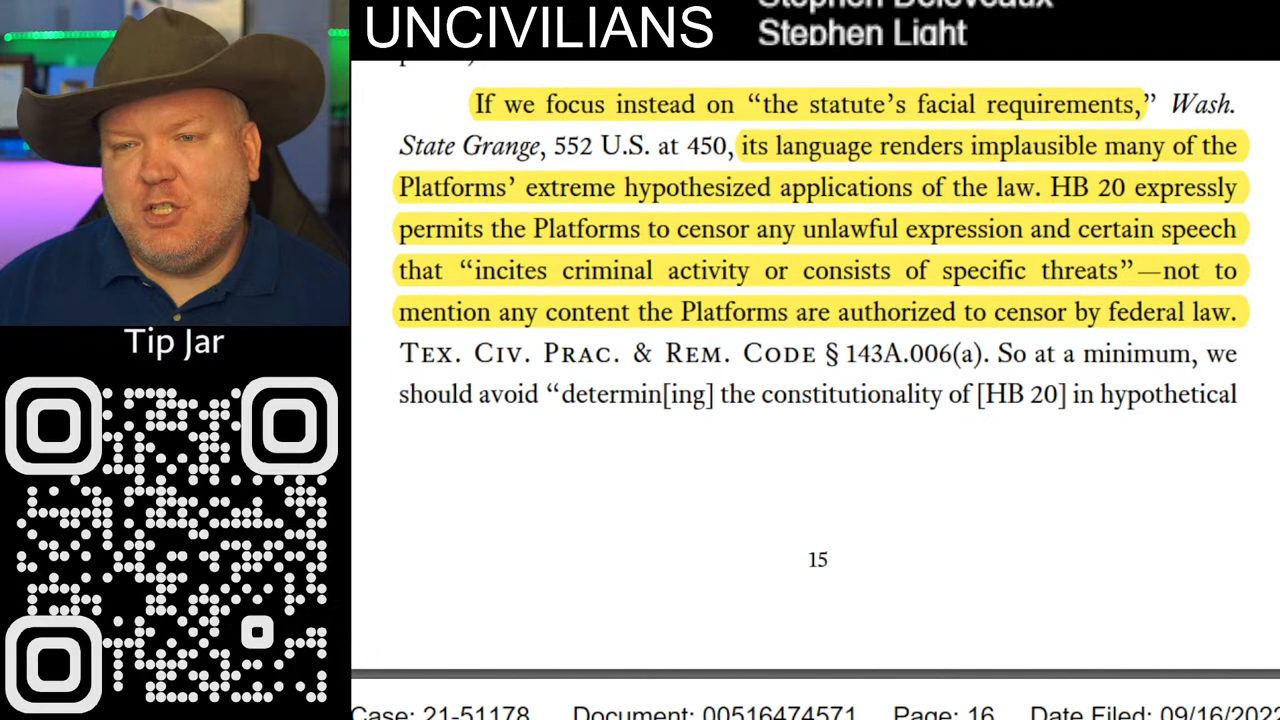 UNCIVILIANS
Stephen Light
If we focus instead on “the statute’s facial requirements,” Wash.
State Grange, 552 U.S. at 450, its language renders implausible many of the
Platforms’ extreme hypothesized applications of the law. HB 20 expressly
permits the Platforms to censor any unlawful expression and certain speech
that “incites criminal activity or consists of specific threats”—not to
mention any content the Platforms are authorized to censor by federal law.
TEX. CIV. PRAC. & REM. CODE § 143A.006(a). So at a minimum, we
should avoid “determin[ing] the constitutionality of [HB 20] in hypothetical
15
Tip Jar
Case: 21-51178 Document: 00516474571 Page: 16 Date Filed: 09/16/2022